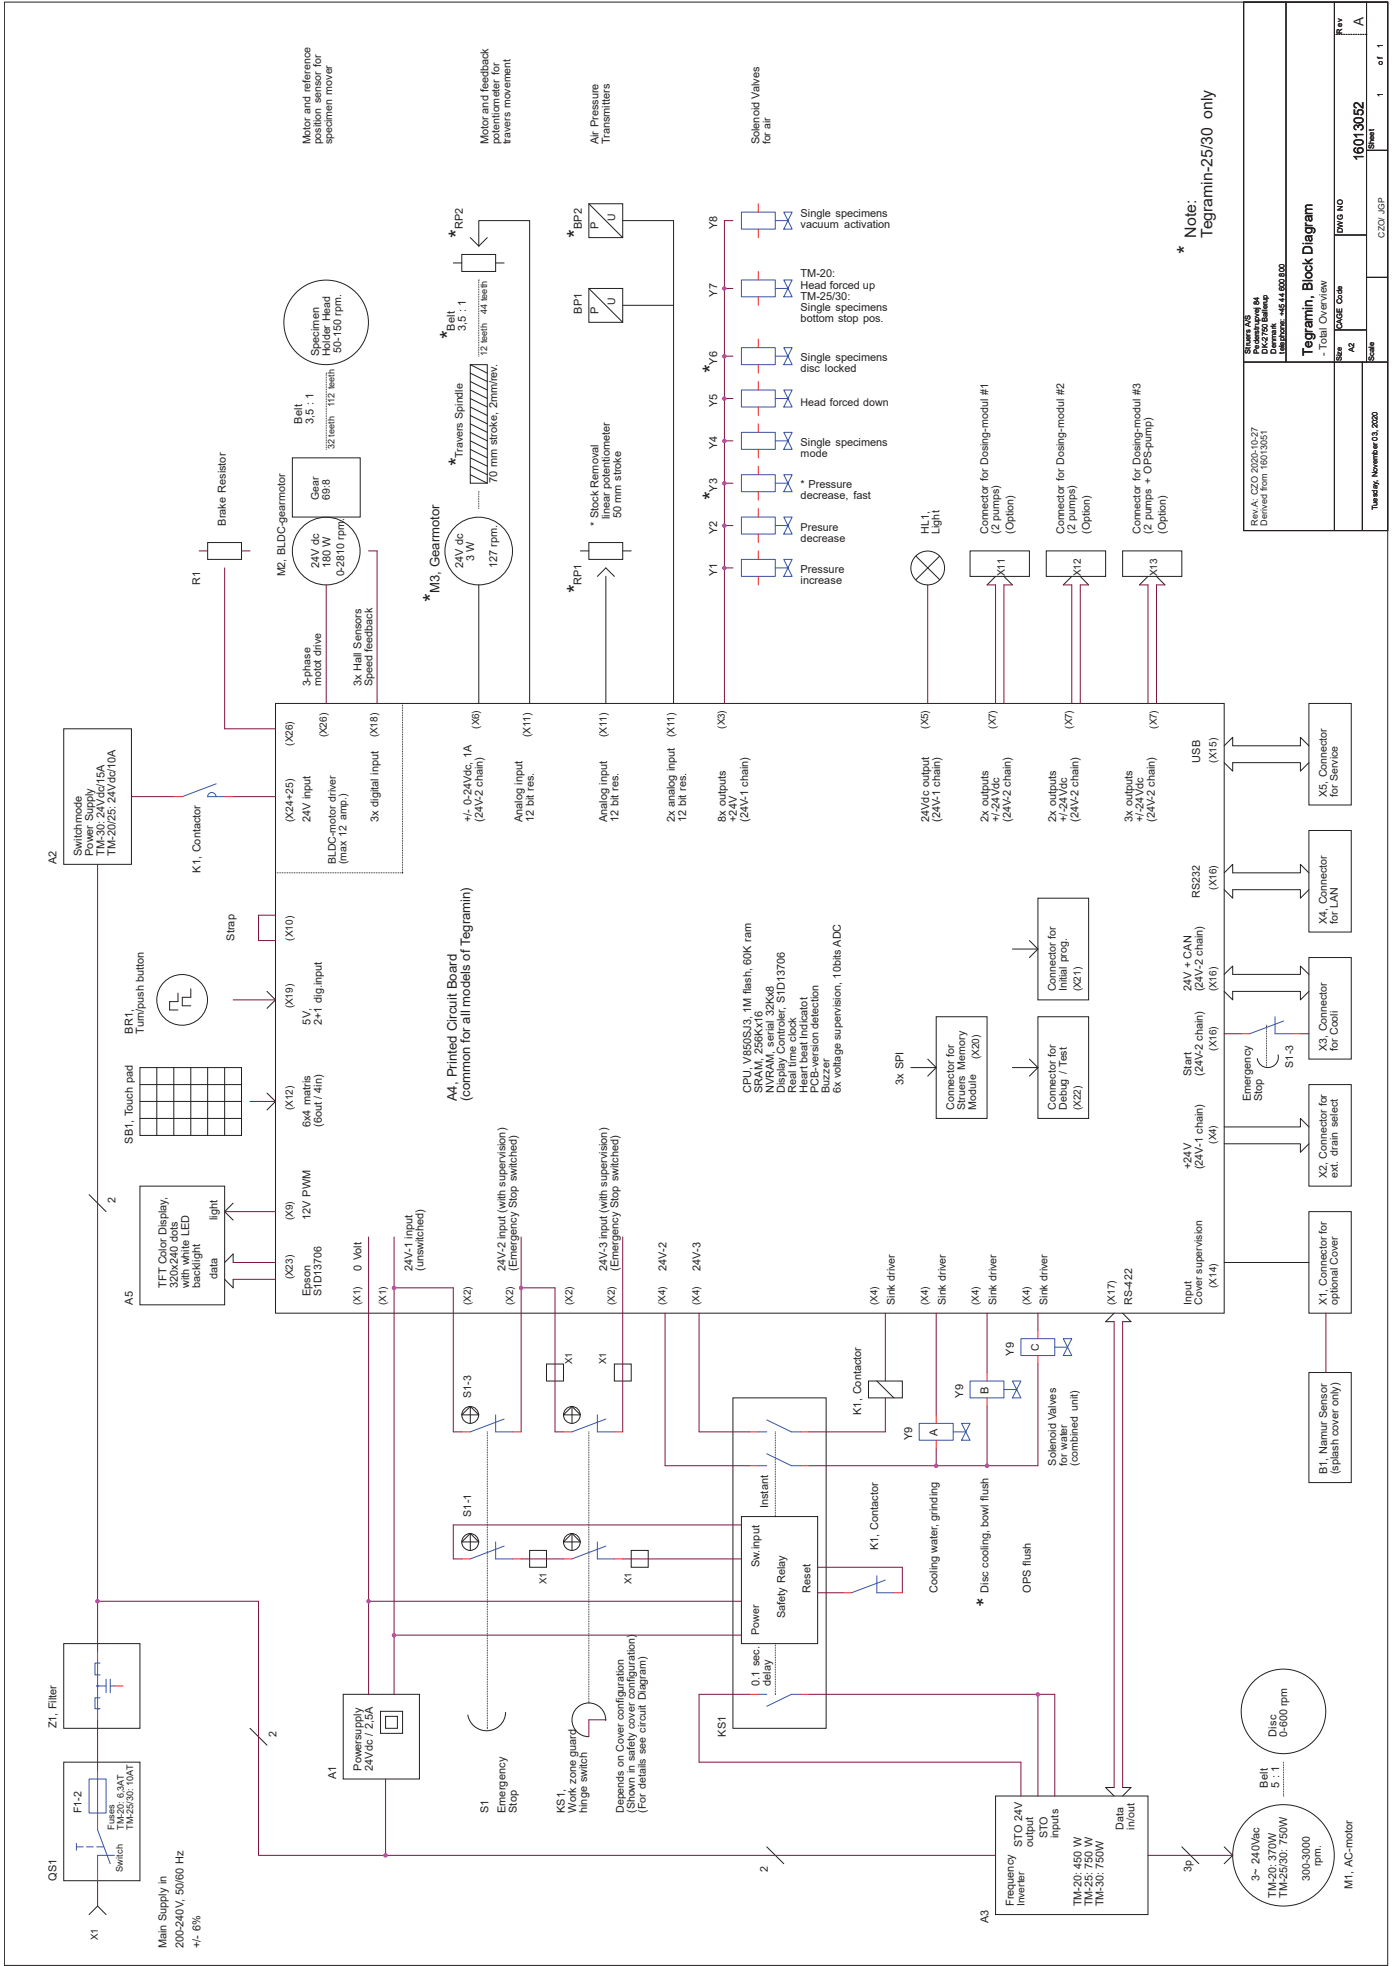 X1
Main Supply in
200-240V, 50/60 Hz
+/- 6%
QS1
F1-2
Fuses
TM-20: 6,3AT
TM-25/30: 10AT
Switch
Z1, Filter
2
2
2
A1
Powersupply
24Vdc / 2,5A
A2
Switchmode
Power Supply
TM-30: 24Vdc/15A
TM-20/25: 24Vdc/10A
K1, Contactor
A5
TFT Color Display,
320x240 dots
with white LED
backlight
data
light
SB1, Touch pad
BR1,
Turn/push button
Strap
(X23)
Epson
S1D13706
(X9)
12V PWM
(X12)
6x4 matris
(6out / 4in)
(X19)
5V,
2+1 dig.input
(X10)
(X24+25)
24V input
BLDC-motor driver
(max 12 amp.)
(X26)
(X26)
(X18)
3x digital input
R1
Brake Resistor
3-phase
motot drive
3x Hall Sensors
Speed feedback
M2, BLDC-gearmotor
24V dc
180 W
0-2810 rpm.
Gear
69:8
Belt
3,5 : 1
32 teeth
112 teeth
Specimen
Holder Head
50-150 rpm.
Motor and reference
position sensor for
specimen mover
(X6)
+/- 0-24Vdc, 1A
(24V-2 chain)
*M3, Gearmotor
24V dc
3 W
127 rpm.
*Travers Spindle
70 mm stroke, 2mm/rev.
*Belt
3,5 : 1
12 teeth
44 teeth
*RP2
Motor and feedback
potentiometer for
travers movement
(X11)
Analog input
12 bit res.
(X11)
Analog input
12 bit res.
*RP1
* Stock Removal
linear potentiometer
50 mm stroke
(X11)
2x analog input
12 bit res.
BP1
P
U
*BP2
P
U
Air Pressure
Transmitters
(X3)
8x outputs
+24V
(24V-1 chain)
Y1
Pressure
increase
Y2
Presure
decrease
*Y3
* Pressure
decrease, fast
Y4
Single specimens
mode
Y5
Head forced down
*Y6
Single specimens
disc locked
Y7
TM-20:
Head forced up
TM-25/30:
Single specimens
bottom stop pos.
Y8
Single specimens
vacuum activation
Solenoid Valves
for air
(X5)
24Vdc output
(24V-1 chain)
HL1,
Light
(X7)
2x outputs
+/-24Vdc
(24V-2 chain)
X11
Connector for Dosing-modul #1
(2 pumps)
(Option)
(X7)
2x outputs
+/-24Vdc
(24V-2 chain)
X12
Connector for Dosing-modul #2
(2 pumps)
(Option)
(X7)
3x outputs
+/-24Vdc
(24V-2 chain)
X13
Connector for Dosing-modul #3
(2 pumps + OPS-pump)
(Option)
A4, Printed Circuit Board
(common for all models of Tegramin)
CPU, V850SJ3, 1M flash, 60K ram
SRAM, 256Kx16
NVRAM, serial 32Kx8
Display Controler, S1D13706
Real time clock
Heart beat Indicator
PCB-version detection
Buzzer
6x voltage supervision, 10bits ADC
3x SPI
Connector for
Struers Memory
Module
(X20)
Connector for
Debug / Test
(X22)
Connector for
Initial prog.
(X21)
(X1)
0 Volt
(X1)
24V-1 input
(unswitched)
(X2)
(X2)
24V-2 input (with supervision)
(Emergency Stop switched)
(X2)
(X2)
24V-3 input (with supervision)
(Emergency Stop switched)
(X4)
24V-2
(X4)
24V-3
(X4)
Sink driver
(X4)
Sink driver
(X4)
Sink driver
(X4)
Sink driver
(X17)
RS-422
S1
Emergency
Stop
S1-1
S1-3
X1
X1
X1
X1
KS1,
Work zone guard
hinge switch
Depends on Cover configuration
(Shown in safety cover configuration)
(For details see circuit Diagram)
KS1
0.1 sec.
delay
Power
Sw.input
Safety Relay
Reset
Instant
K1, Contactor
K1, Contactor
Y9
A
Y9
B
Y9
C
Cooling water, grinding
* Disc cooling, bowl flush
OPS flush
Solenoid Valves
for water
(combined unit)
A3
Frequency
Inverter
STO 24V
output
STO
inputs
TM-20: 450 W
TM-25: 750 W
TM-30: 750W
Data
in/out
3p
3~ 240Vac
TM-20: 370W
TM-25/30: 750W
300-3000
rpm.
M1, AC-motor
Belt
5 : 1
Disc
0-600 rpm
Input
Cover supervision
(X14)
X1, Connector for
optional Cover
B1, Namur Sensor
(splash cover only)
+24V
(24V-1 chain)
(X4)
X2, Connector for
ext. drain select
Start
(24V-2 chain)
(X16)
Emergency
Stop
S1-3
24V + CAN
(24V-2 chain)
(X16)
X3, Connector
for Cooli
RS232
(X16)
X4, Connector
for LAN
USB
(X15)
X5, Connector
for Service
* Note:
Tegramin-25/30 only
Rev.A: CZO 2020-10-27
Derived from 16013051
Struers A/S
Pederstrupvej 84
DK-2750 Ballerup
Denmark
telephone: +45 44 600 800
Tegramin, Block Diagram
- Total Overview
Size
A2
CAGE Code
DWG NO
16013052
Rev
A
Scale
CZO/ JGP
Sheet
1
of
1
Tuesday, November 03, 2020